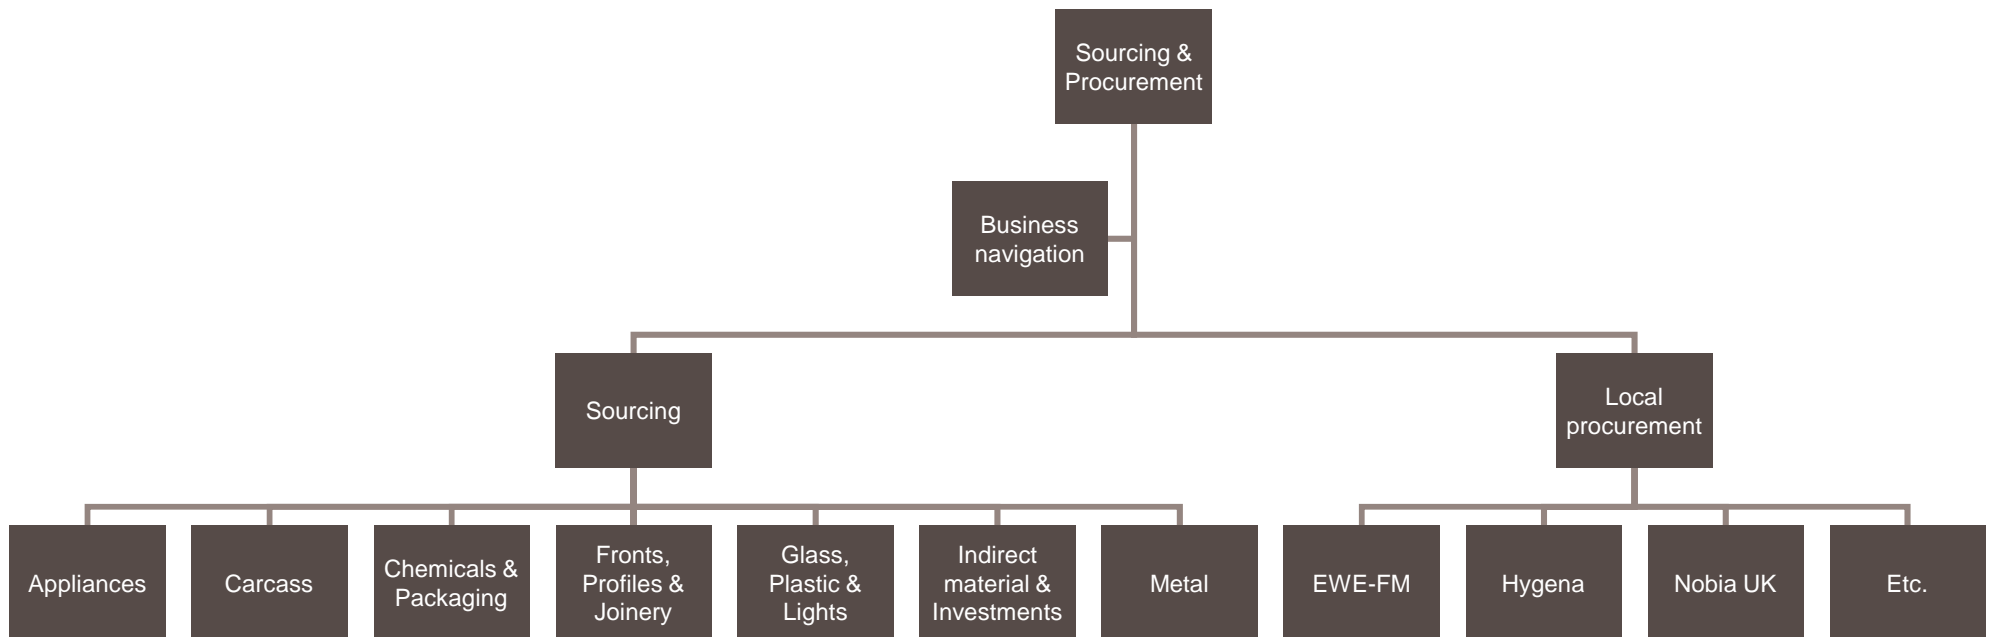 Sourcing &
Procurement
Business
navigation
Sourcing
Local
procurement
Appliances
Carcass
Chemicals &
Packaging
Fronts,
Profiles &
Joinery
Glass,
Plastic &
Lights
Indirect
material &
Investments
Metal
EWE-FM
Hygena
Nobia UK
Etc.